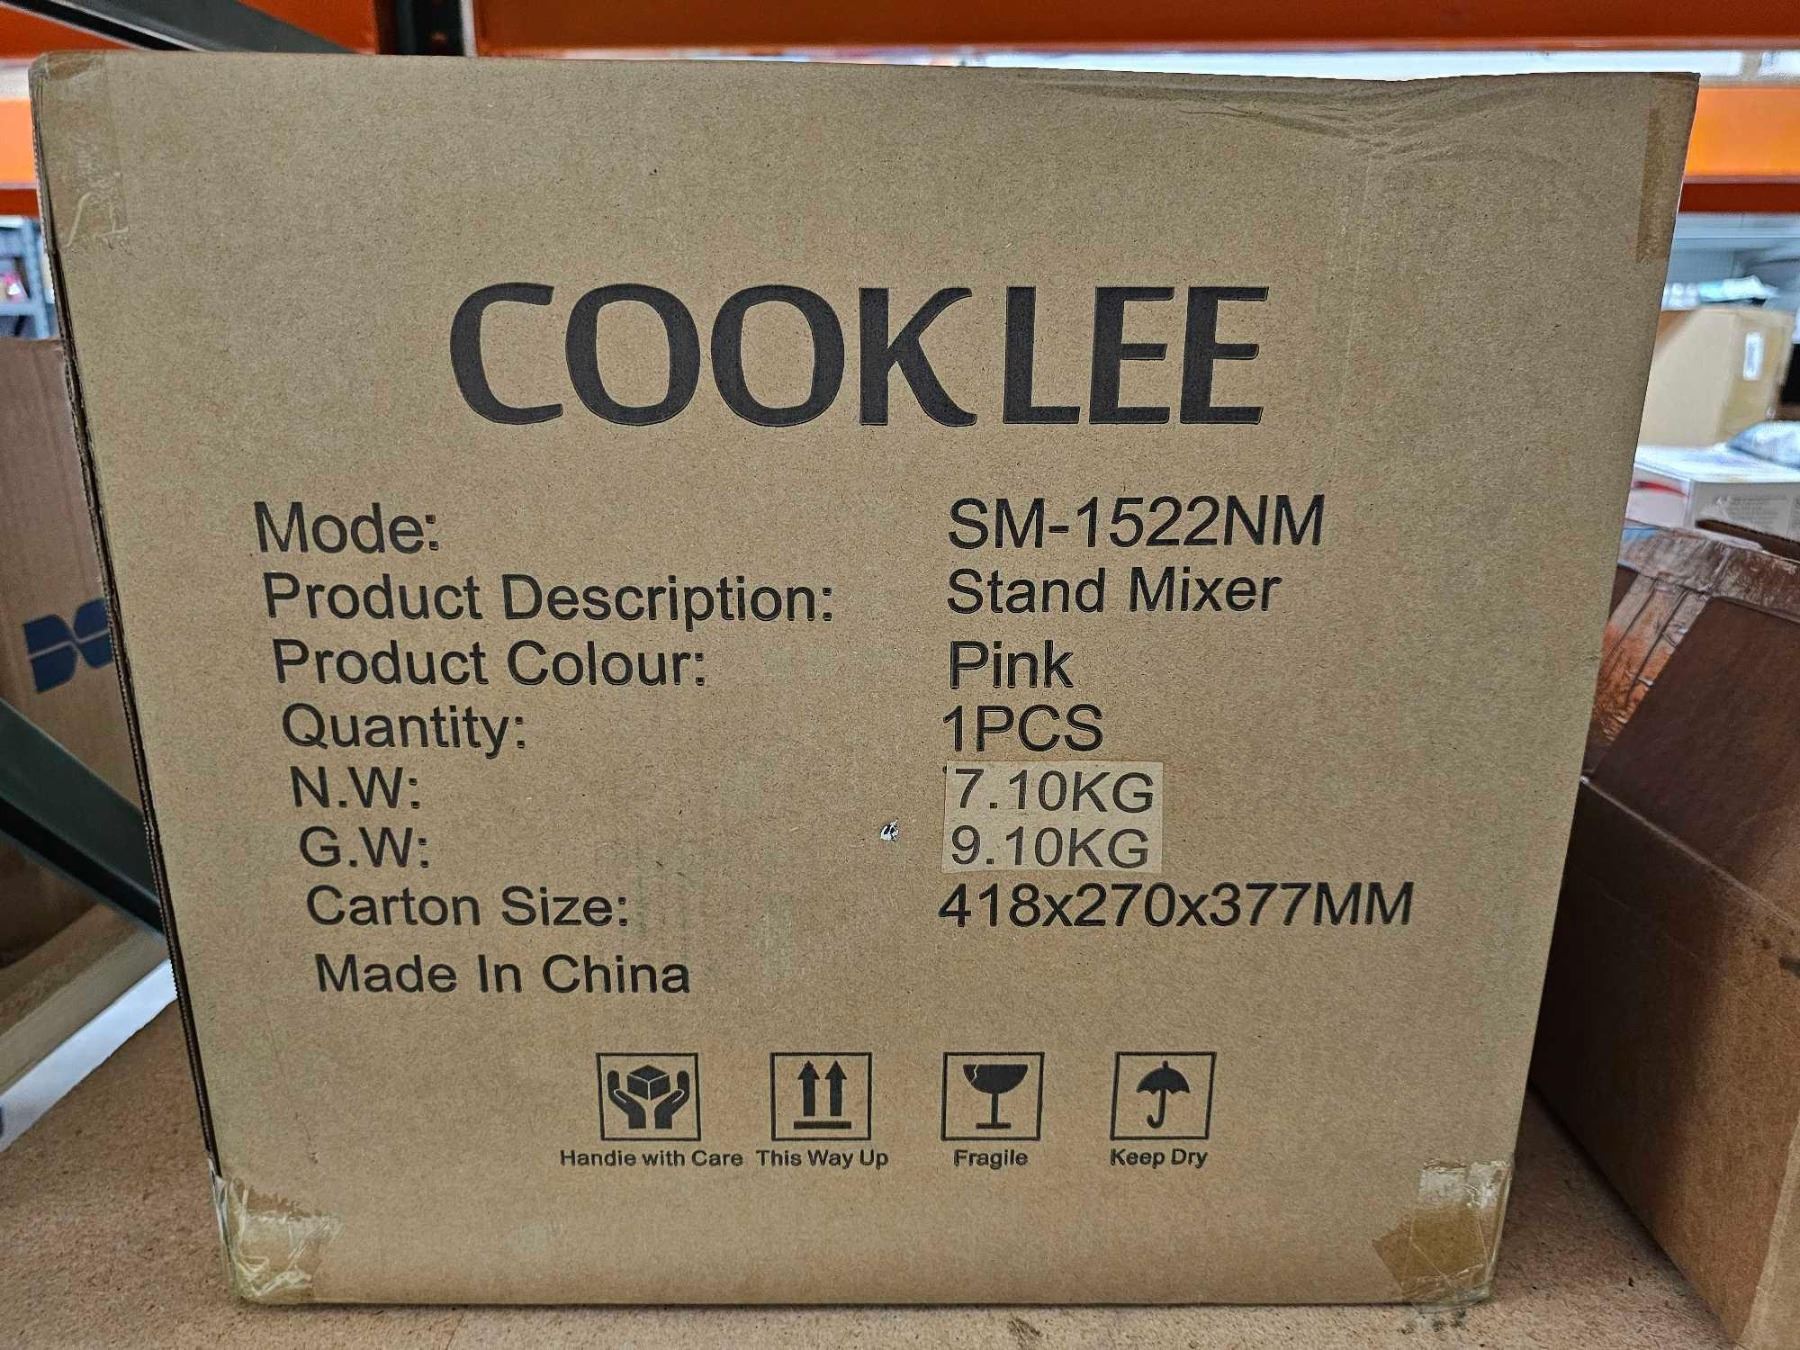 COOKLEE
Mode: SM-1522NM
Product Description: Stand Mixer
Product Colour: Pink
Quantity: 1PCS
N.W: 7.10KG
G.W: 9.10KG
Carton Size: 418x270x377MM
Made In China
Handie with Care This Way Up Fragile Keep Dry